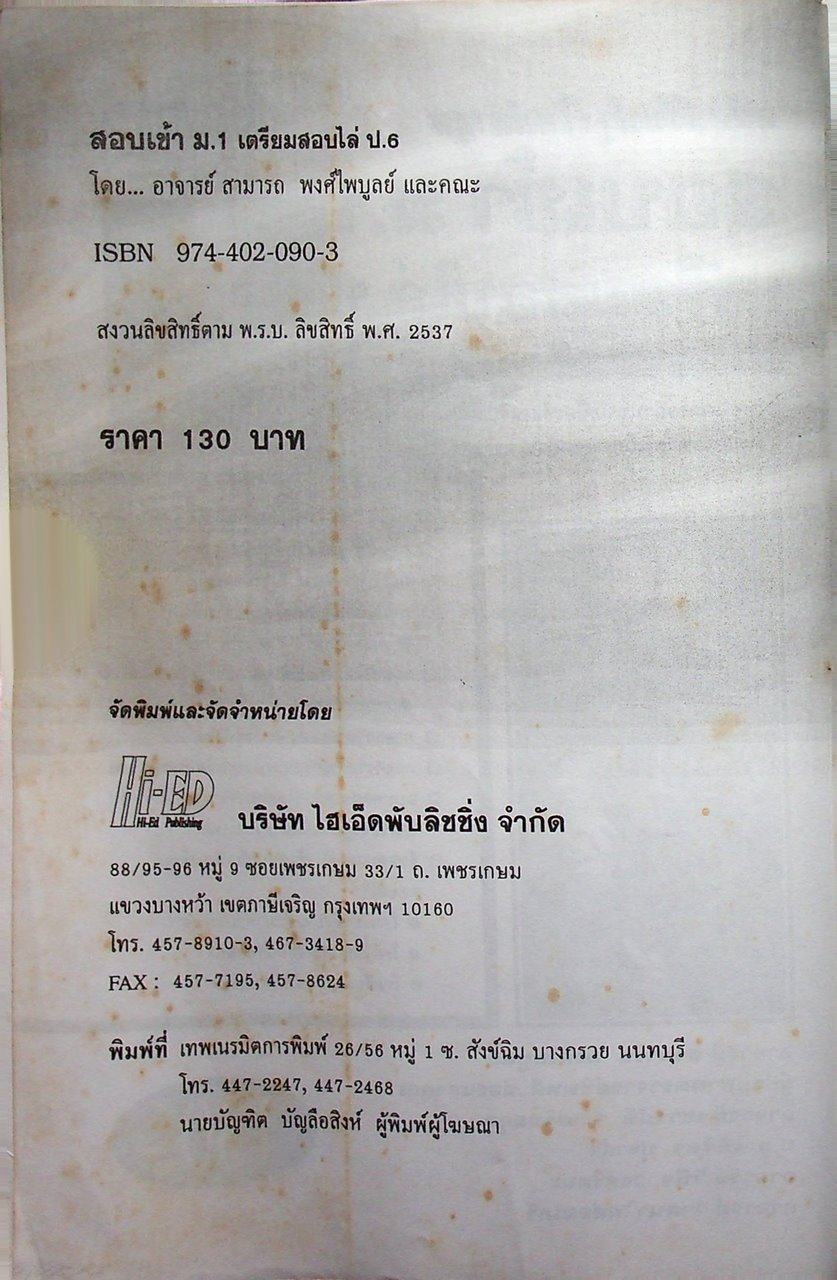 สอบเข้า ม.1 เตรียมสอบไล่ ป.6
โดย... อาจารย์ สามารถ พงศ์ไพบูลย์ และคณะ
ISBN 974-402-090-3
สงวนลิขสิทธิ์ตาม พ.ร.บ. ลิขสิทธิ์ พ.ศ. 2537
ราคา 130 บาท
จัดพิมพ์และจัดจำหน่ายโดย
Hi-ED
Hi-Ed Publishing
บริษัท ไฮเอ็ดพับลิชชิ่ง จำกัด
88/95-96 หมู่ 9 ซอยเพชรเกษม 33/1 ถ. เพชรเกษม
แขวงบางหว้า เขตภาษีเจริญ กรุงเทพฯ 10160
โทร. 457-8910-3, 467-3418-9
FAX : 457-7195, 457-8624
พิมพ์ที่ เทพเนรมิตการพิมพ์ 26/56 หมู่ 1 ซ. สังข์ฉิม บางกรวย นนทบุรี
โทร. 447-2247, 447-2468
นายบัญฑิต บัญลือสิงห์ ผู้พิมพ์ผู้โฆษณา